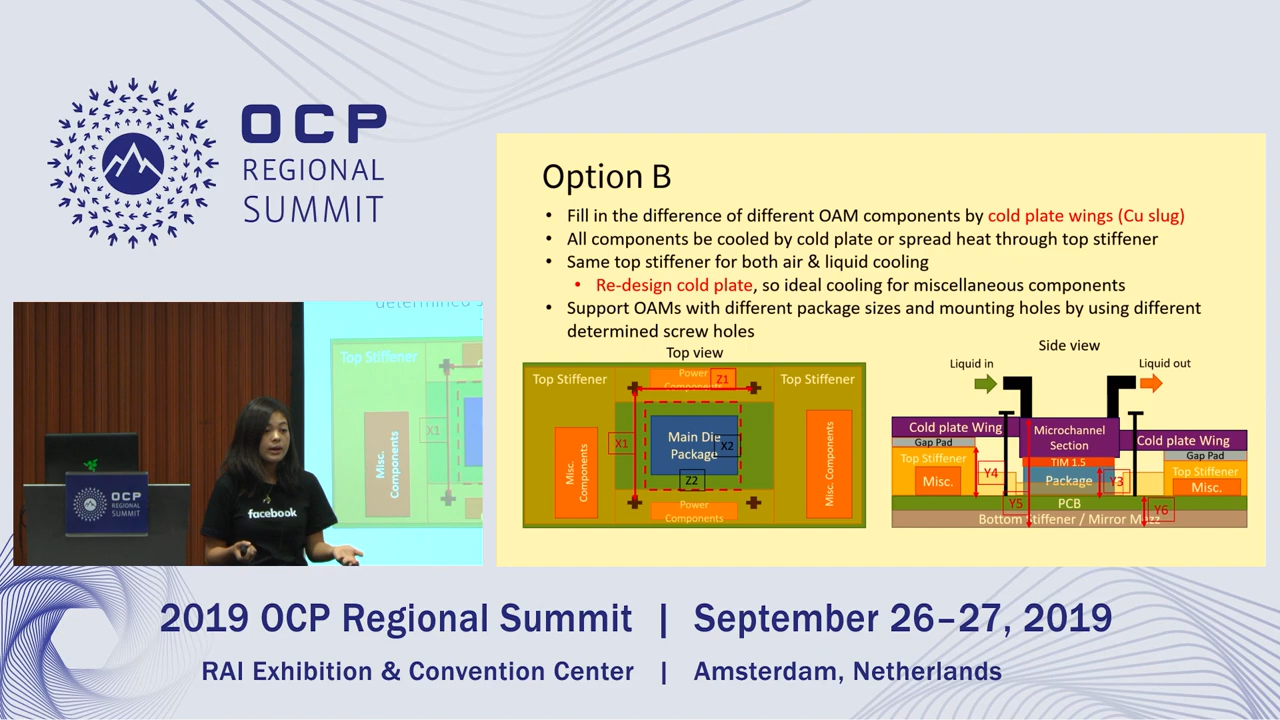 OCP
REGIONAL
SUMMIT
Option B
• Fill in the difference of different OAM components by cold plate wings (Cu slug)
• All components be cooled by cold plate or spread heat through top stiffener
• Same top stiffener for both air & liquid cooling
• Re-design cold plate, so ideal cooling for miscellaneous components
• Support OAMs with different package sizes and mounting holes by using different
determined screw holes
Top view
Top Stiffener
Power
Components
Z1
Top Stiffener
X1
Main Die
Package
X2
Z2
Misc.
Components
Misc. Components
Power
Components
Side view
Liquid in
Liquid out
Cold plate Wing
Microchannel
Section
Cold plate Wing
Gap Pad
Gap Pad
Top Stiffener
TIM 1.5
Top Stiffener
Misc.
Y4
Package
Y3
Misc.
Y5
PCB
Y6
Bottom Stiffener / Mirror Mezz
determined s
Top Stiffener
X1
Misc.
Components
OCP
REGIONAL
SUMMIT
facebook
2019 OCP Regional Summit | September 26–27, 2019
RAI Exhibition & Convention Center | Amsterdam, Netherlands